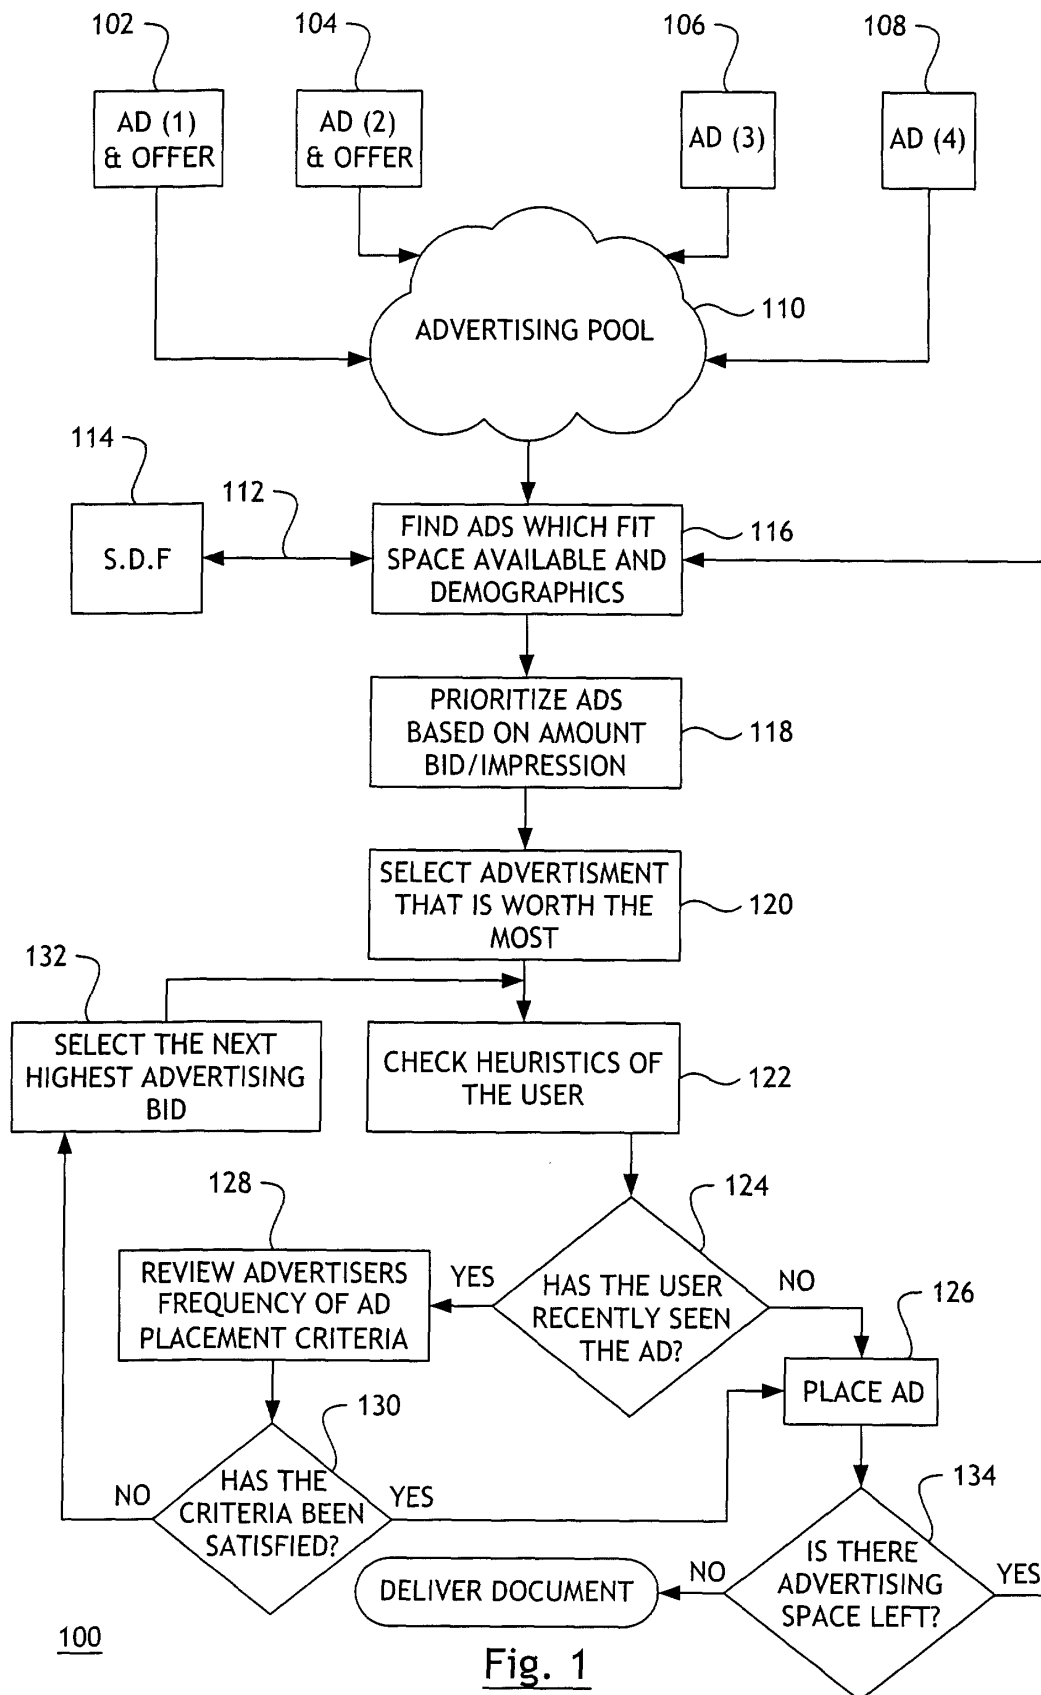 102
104
106
108
AD (1)
& OFFER
AD (2)
& OFFER
AD (3)
AD (4)
110
ADVERTISING POOL
114
112
S.D.F
FIND ADS WHICH FIT
SPACE AVAILABLE AND
DEMOGRAPHICS
116
PRIORITIZE ADS
BASED ON AMOUNT
BID/IMPRESSION
118
SELECT ADVERTISMENT
THAT IS WORTH THE
MOST
120
132
SELECT THE NEXT
HIGHEST ADVERTISING
BID
CHECK HEURISTICS OF
THE USER
122
128
124
REVIEW ADVERTISERS
FREQUENCY OF AD
PLACEMENT CRITERIA
YES
HAS THE USER
RECENTLY SEEN
THE AD?
NO
126
PLACE AD
130
NO
HAS THE
CRITERIA BEEN
SATISFIED?
YES
134
DELIVER DOCUMENT
NO
IS THERE
ADVERTISING
SPACE LEFT?
YES
100
Fig. 1